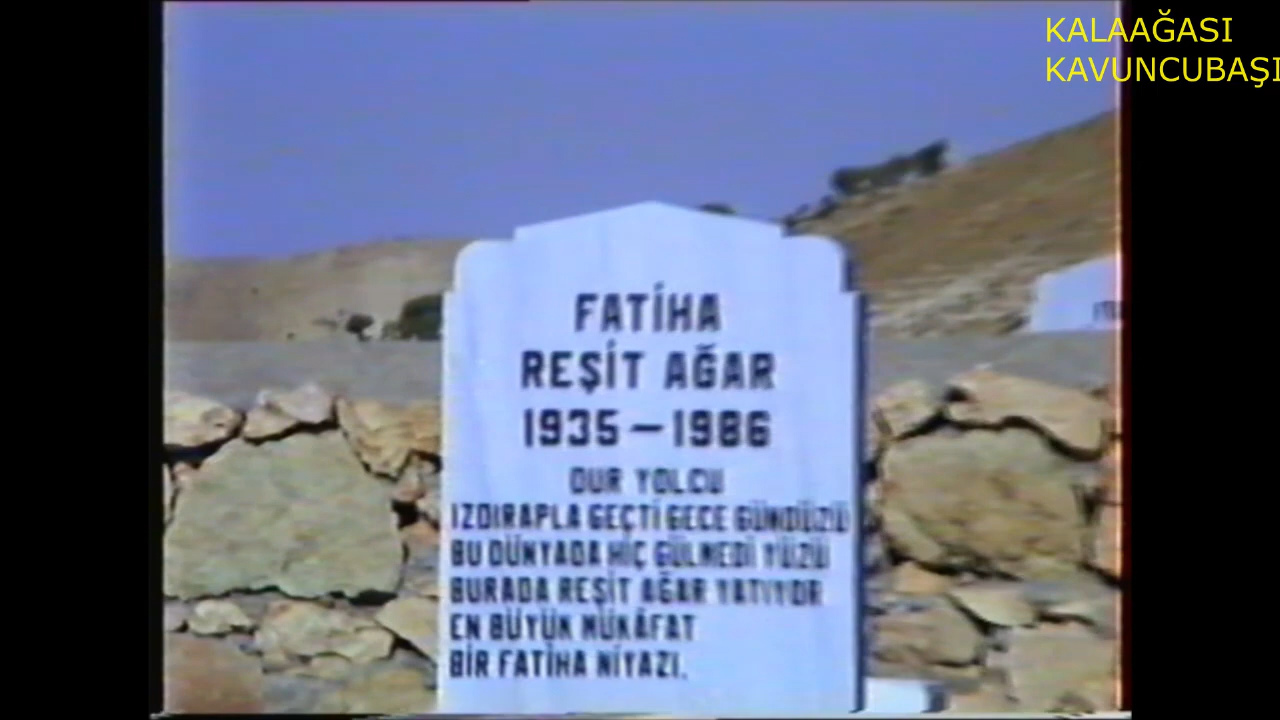 KALAAĞASI
KAVUNCUBAŞI
FATİHA
REŞİT AĞAR
1935 – 1986
DUR YOLCU
IZDIRAPLA GEÇTİ GECE GÜNDÜZÜ
BU DÜNYADA HİÇ GÜLMEDİ YÜZÜ
BURADA REŞİT AĞAR YATIYOR
EN BÜYÜK MÜKÂFAT
BİR FATİHA NİYAZI.